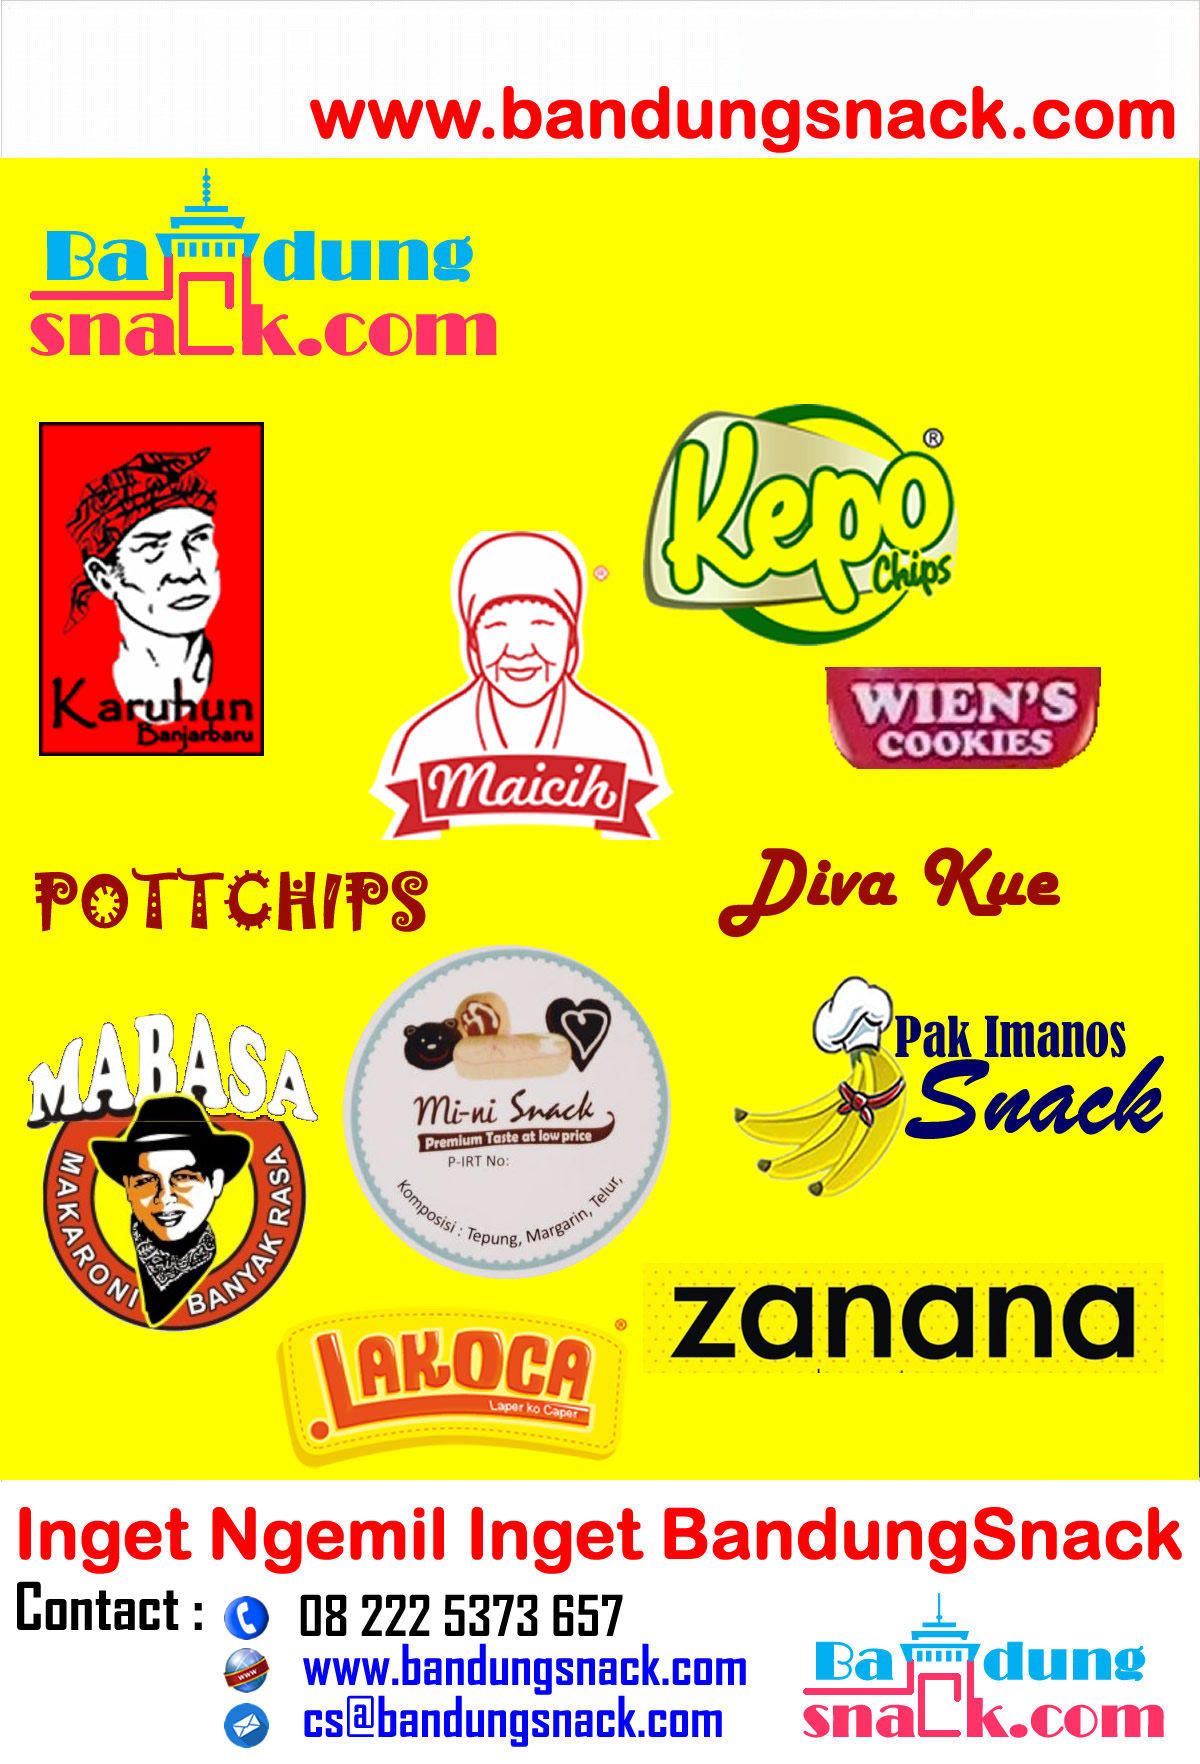 www.bandungsnack.com
Bandung
snack.com
Kepo ®
Chips
Karuhun
Banjarbaru
®
Maicih
WIEN'S
COOKIES
POTTCHIPS
Diva Kue
MABASA
MAKARONI BANYAK RASA
Mi-ni Snack
Premium Taste at low price
P-IRT No:
Komposisi : Tepung, Margarin, Telur,
Pak Imanos
Snack
zanana
LAKOCA ®
Laper ko Caper
Inget Ngemil Inget BandungSnack
Contact : 08 222 5373 657
www www.bandungsnack.com
cs@bandungsnack.com
Bandung
snack.com